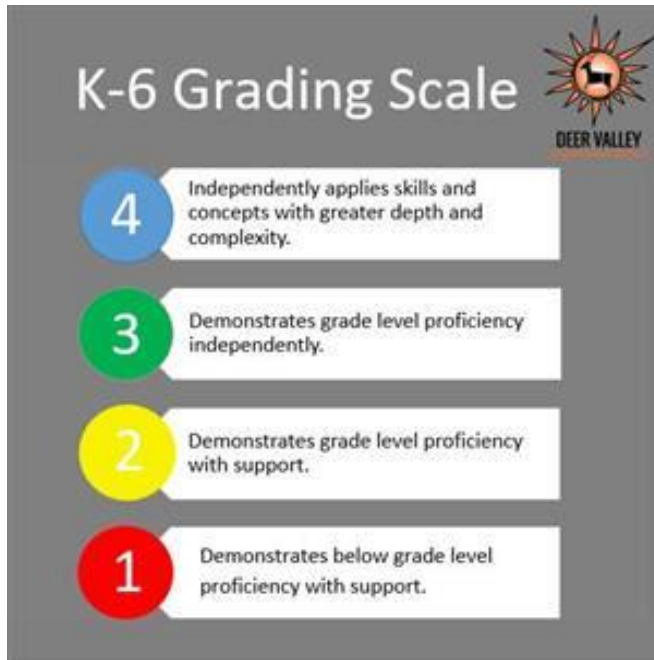 K-6 Grading Scale
DEER VALLEY
4
Independently applies skills and
concepts with greater depth and
complexity.
3
Demonstrates grade level proficiency
independently.
2
Demonstrates grade level proficiency
with support.
1
Demonstrates below grade level
proficiency with support.